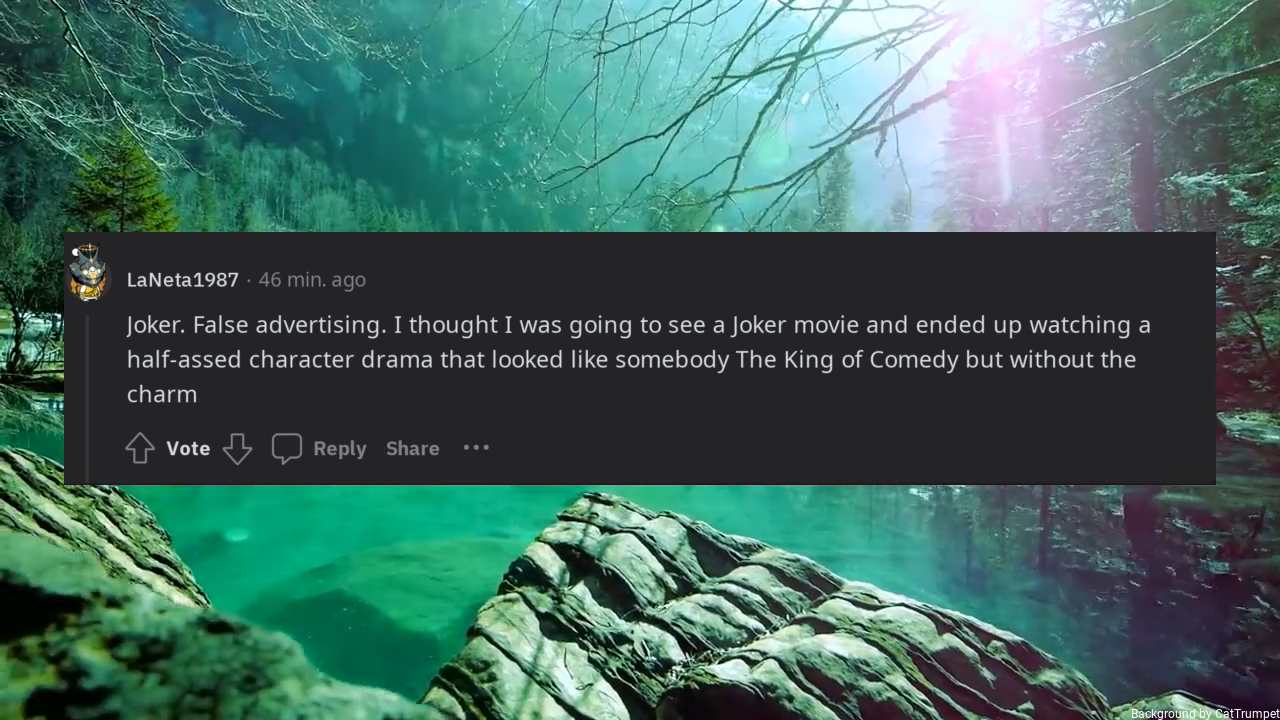 LaNeta1987 · 46 min. ago
Joker. False advertising. I thought I was going to see a Joker movie and ended up watching a
half-assed character drama that looked like somebody The King of Comedy but without the
charm
Vote Reply Share ···
Background by CatTrumpet